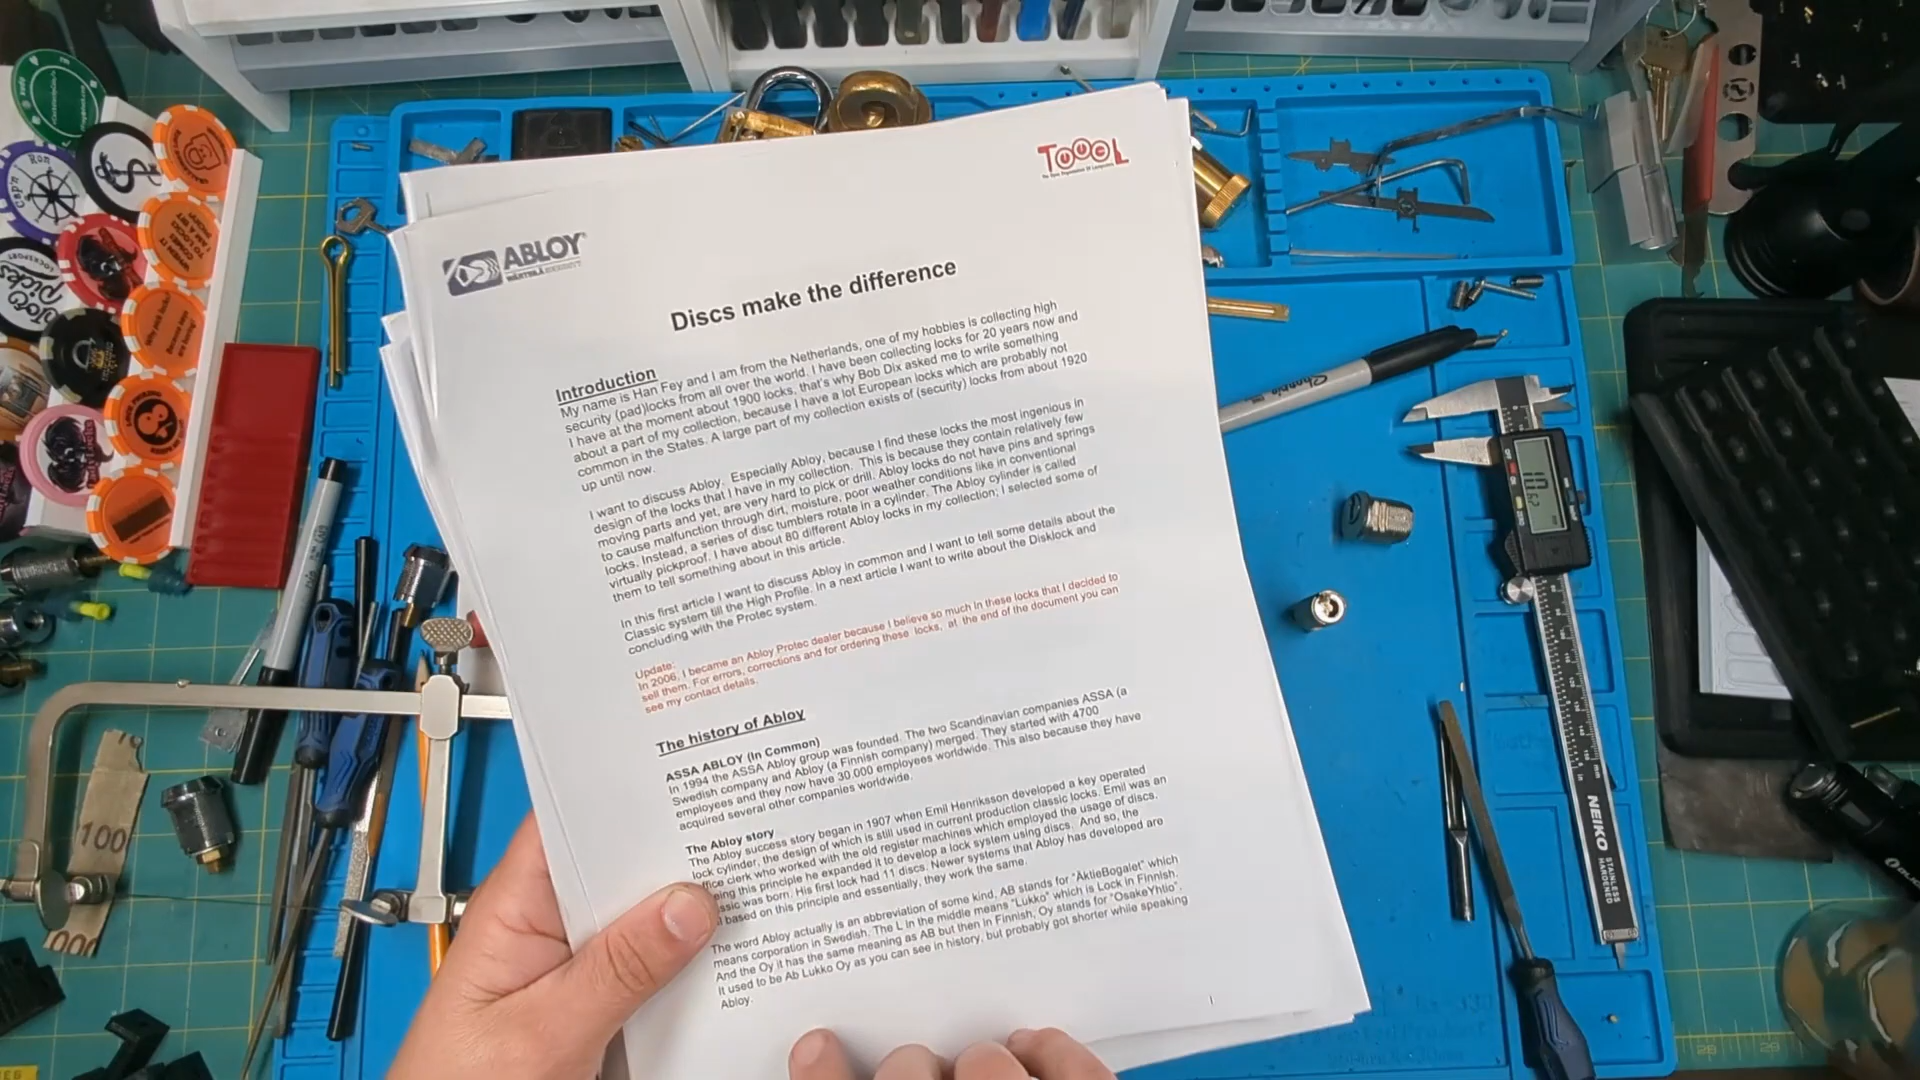 TOOOL
The Open Organisation Of Lockpickers
ABLOY
Discs make the difference
Introduction
My name is Han Fey and I am from the Netherlands, one of my hobbies is collecting high
security (pad)locks from all over the world. I have been collecting locks for 20 years now and
I have at the moment about 1900 locks, that's why Bob Dix asked me to write something
about a part of my collection, because I have a lot European locks which are probably not
common in the States. A large part of my collection exists of (security) locks from about 1920
up until now.
I want to discuss Abloy. Especially Abloy, because I find these locks the most ingenious in
design of the locks that I have in my collection. This is because they contain relatively few
moving parts and yet, are very hard to pick or drill. Abloy locks do not have pins and springs
to cause malfunction through dirt, moisture, poor weather conditions like in conventional
locks. Instead, a series of disc tumblers rotate in a cylinder. The Abloy cylinder is called
virtually pickproof. I have about 80 different Abloy locks in my collection; I selected some of
them to tell something about in this article.
In this first article I want to discuss Abloy in common and I want to tell some details about the
Classic system till the High Profile. In a next article I want to write about the Disklock and
concluding with the Protec system.
Update:
In 2006, I became an Abloy Protec dealer because I believe so much in these locks that I decided to
sell them. For errors, corrections and for ordering these locks, at the end of the document you can
see my contact details.
The history of Abloy
ASSA ABLOY (In Common)
In 1994 the ASSA Abloy group was founded. The two Scandinavian companies ASSA (a
Swedish company and Abloy (a Finnish company) merged. They started with 4700
employees and they now have 30.000 employees worldwide. This also because they have
acquired several other companies worldwide.
The Abloy story
The Abloy success story began in 1907 when Emil Henriksson developed a key operated
lock cylinder, the design of which is still used in current production classic locks. Emil was an
ffice clerk who worked with the old register machines which employed the usage of discs.
eing this principle he expanded it to develop a lock system using discs. And so, the
ssic was born. His first lock had 11 discs. Newer systems that Abloy has developed are
l based on this principle and essentially, they work the same.
The word Abloy actually is an abbreviation of some kind, AB stands for "AktieBogalet" which
means corporation in Swedish. The L in the middle means "Lukko" which is Lock in Finnish.
And the Oy it has the same meaning as AB but then in Finnish, Oy stands for "OsakeYhtio".
It used to be Ab Lukko Oy as you can see in history, but probably got shorter while speaking
Abloy.
1
Sharpie
NEIKO
STAINLESS
HARDENED
100
Cap'n
Ron
picks